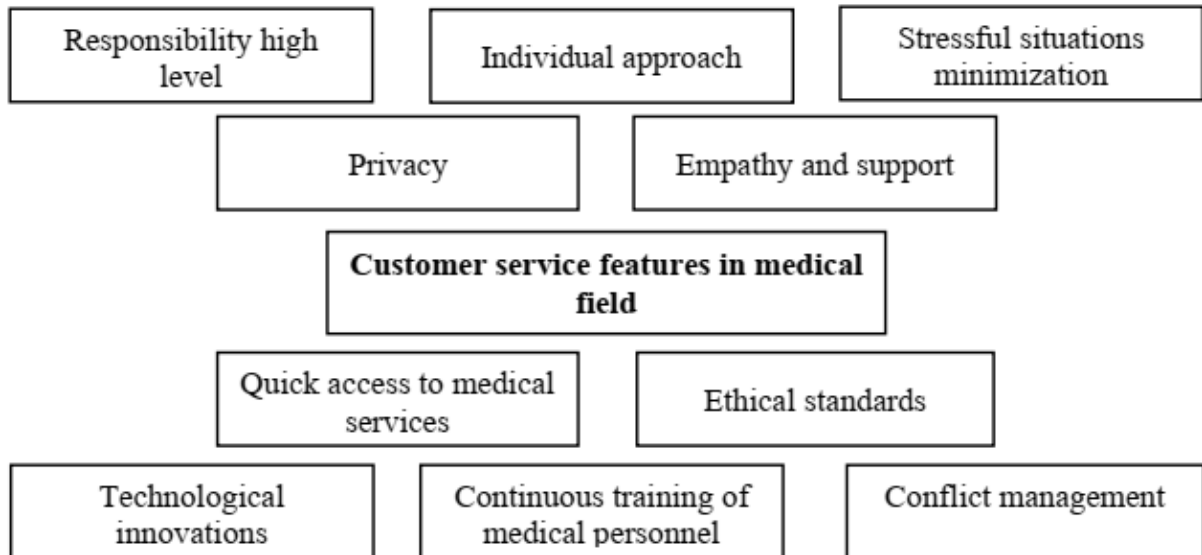 Responsibility high
level
Individual approach
Stressful situations
minimization
Privacy
Empathy and support
Customer service features in medical
field
Quick access to medical
services
Ethical standards
Technological
innovations
Continuous training of
medical personnel
Conflict management